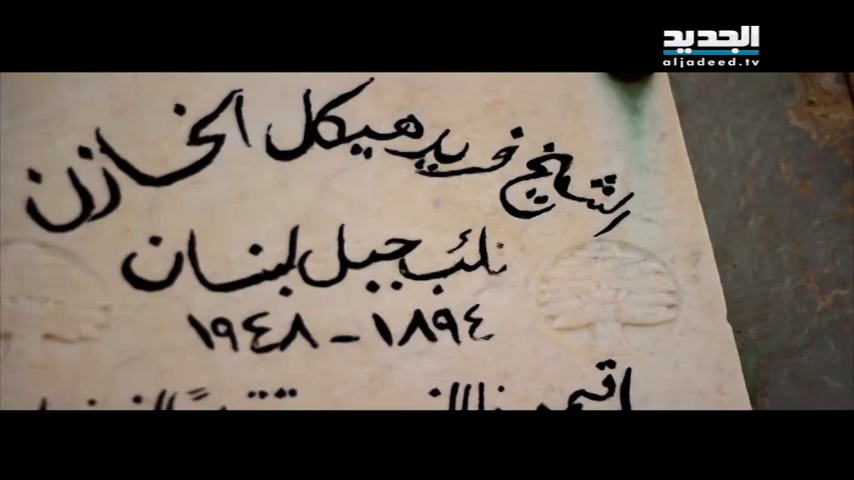 الجديد
aljadeed.tv
الشيخ فريد هيكل الخازن
نائب جبل لبنان
١٨٩٤ - ١٩٤٨